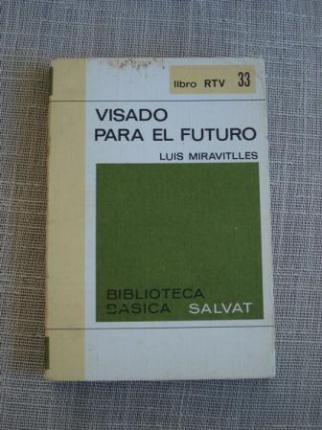 libro RTV 33
VISADO
PARA EL FUTURO
LUIS MIRAVITLLES
BIBLIOTECA
BASICA SALVAT